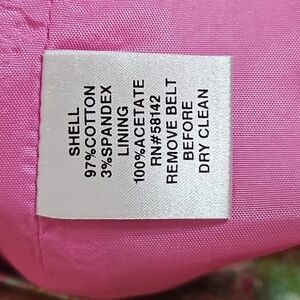 SHELL
97%COTTON
3%SPANDEX
LINING
100%ACETATE
RN#58142
REMOVE BELT
BEFORE
DRY CLEAN